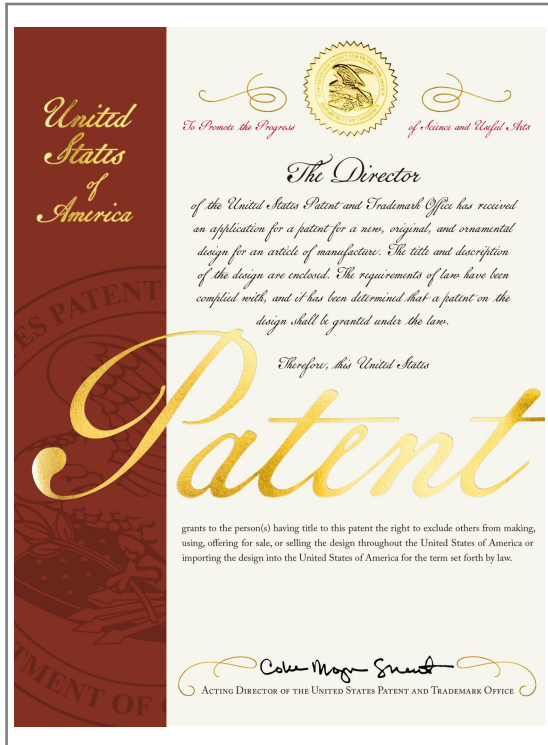 United
States
of
America
To Promote the Progress
of Science and Useful Arts
The Director
of the United States Patent and Trademark Office has received
an application for a patent for a new, original, and ornamental
design for an article of manufacture. The title and description
of the design are enclosed. The requirements of law have been
complied with, and it has been determined that a patent on the
design shall be granted under the law.
Therefore, this United States
Patent
grants to the person(s) having title to this patent the right to exclude others from making,
using, offering for sale, or selling the design throughout the United States of America or
importing the design into the United States of America for the term set forth by law.
ACTING DIRECTOR OF THE UNITED STATES PATENT AND TRADEMARK OFFICE
ES PATENT
TMENT OF